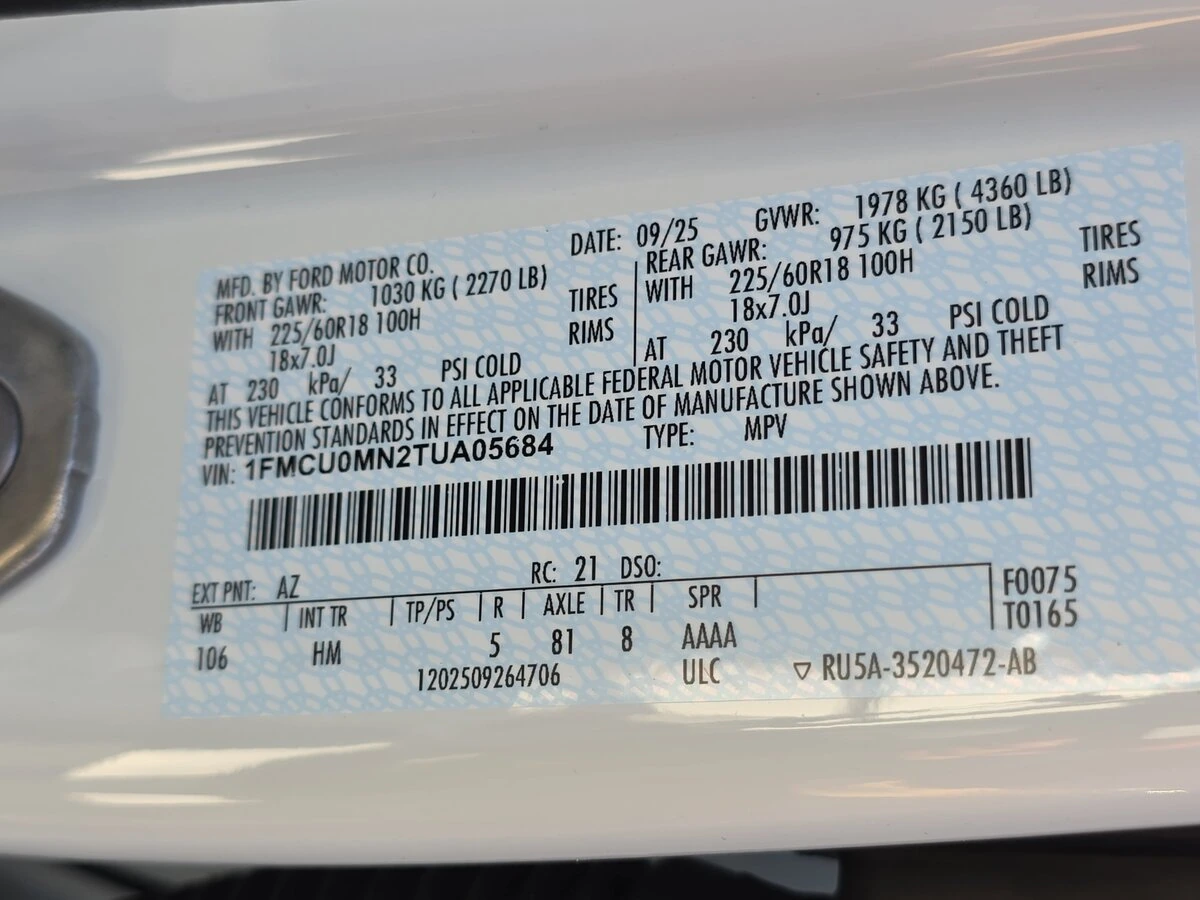 MFD. BY FORD MOTOR CO. DATE: 09/25 GVWR: 1978 KG ( 4360 LB)
FRONT GAWR: 1030 KG ( 2270 LB) REAR GAWR: 975 KG ( 2150 LB)
WITH 225/60R18 100H TIRES WITH 225/60R18 100H TIRES
18x7.0J RIMS 18x7.0J RIMS
AT 230 kPa/ 33 PSI COLD AT 230 kPa/ 33 PSI COLD
THIS VEHICLE CONFORMS TO ALL APPLICABLE FEDERAL MOTOR VEHICLE SAFETY AND THEFT
PREVENTION STANDARDS IN EFFECT ON THE DATE OF MANUFACTURE SHOWN ABOVE.
VIN: 1FMCU0MN2TUA05684 TYPE: MPV
EXT PNT: AZ RC: 21 DSO:
WB INT TR TP/PS R AXLE TR SPR F0075
106 HM 5 81 8 AAAA T0165
1202509264706 ULC ▽ RU5A-3520472-AB